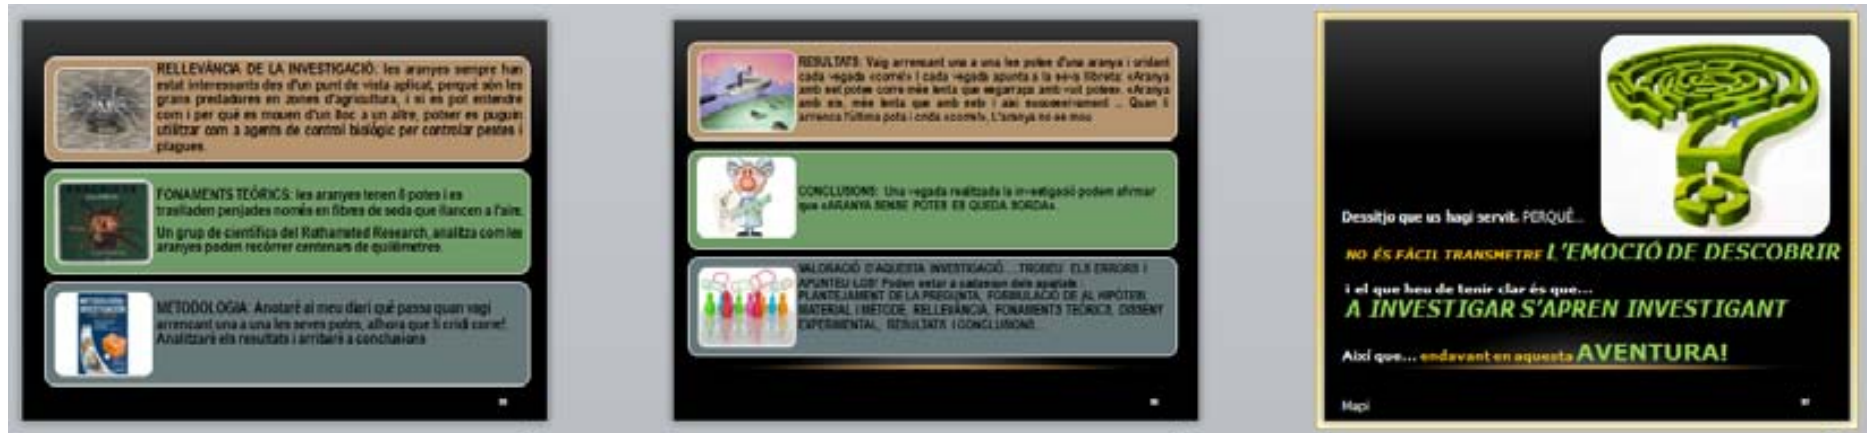 RELLEVÀNCIA DE LA INVESTIGACIÓ: les aranyes sempre han
estat interessants des d'un punt de vista aplicat, perquè són les
grans predadores en zones d'agricultura, i si es pot entendre
com i per què es mouen d'un lloc a un altre, potser es puguin
utilitzar com a agents de control biològic per controlar pestes i
plagues.
FONAMENTS TEÒRICS: les aranyes tenen 8 potes i es
traslladen penjades només en fibres de seda que llancen a l'aire.
Un grup de científics del Rothamsted Research, analitza com les
aranyes poden recórrer centenars de quilòmetres.
METODOLOGIA: Anotaré al meu diari què passa quan vagi
arrencant una a una les seves potes, alhora que li cridi corre!.
Analitzaré els resultats i arribaré a conclusions
RESULTATS: Vaig arrencant una a una les potes d'una aranya i cridant
cada vegada «corre!» i cada vegada apunta a la seva llibreta: «Aranya
amb set potes corre més lenta que amb vuit potes». «Aranya
amb sis, més lenta que amb set» i així successivament ... Quan li
arrenca l'última pota i crida «corre!», L'aranya no es mou
CONCLUSIONS: Una vegada realitzada la investigació podem afirmar
que «ARANYA SENSE POTES ES QUEDA SORDA».
VALORACIÓ D'AQUESTA INVESTIGACIÓ... TROBEU ELS ERRORS I
APUNTEU-LOS! Poden estar a cadascun dels apartats:
PLANTEJAMENT DE LA PREGUNTA, FORMULACIÓ DE AL HIPÒTESI,
MATERIAL I MÈTODE, RELLEVÀNCIA, FONAMENTS TEÒRICS, DISSENY
EXPERIMENTAL, RESULTATS I CONCLUSIONS...
Dessitjo que us hagi servit. PERQUÈ...
NO ÉS FÀCIL TRANSMETRE L'EMOCIÓ DE DESCOBRIR
i el que heu de tenir clar és que...
A INVESTIGAR S'APREN INVESTIGANT
Així que... endavant en aquesta AVENTURA!
Mapi